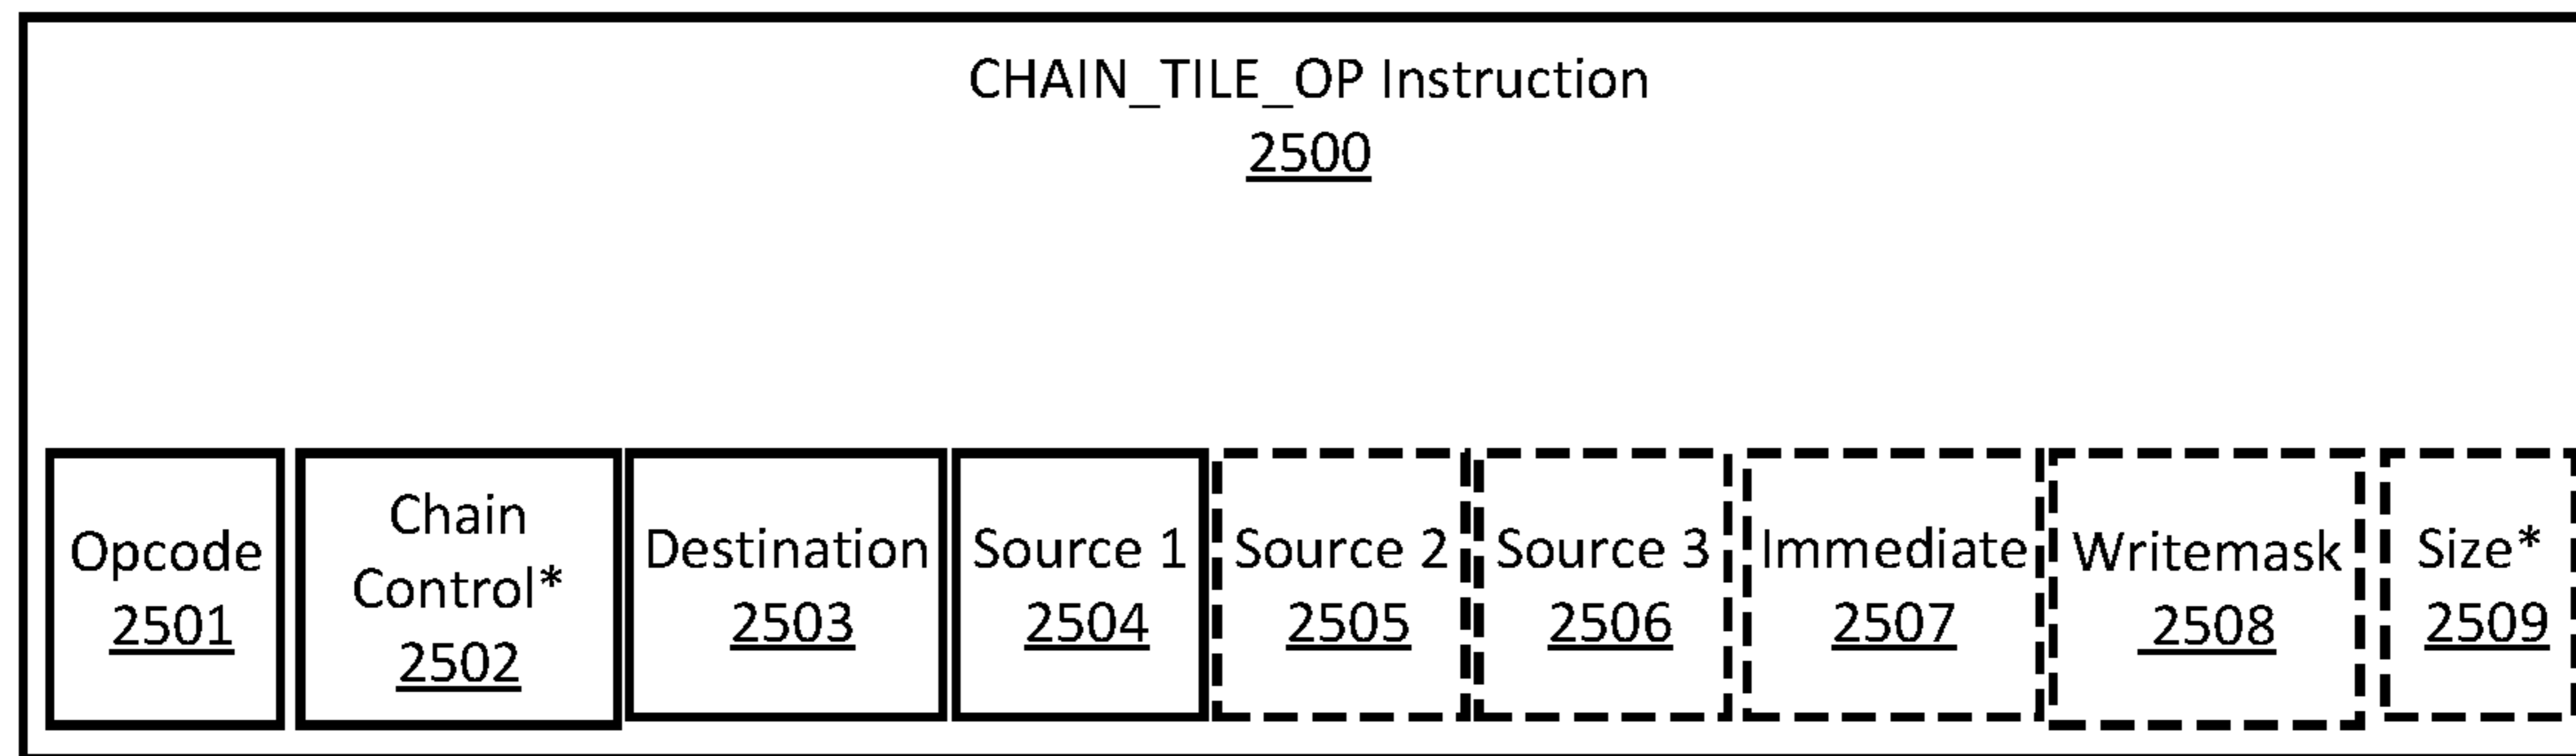 CHAIN_TILE_OP Instruction
2500
Opcode
2501
Chain
Control*
2502
Destination
2503
Source 1
2504
Source 2
2505
Source 3
2506
Immediate
2507
Writemask
2508
Size*
2509